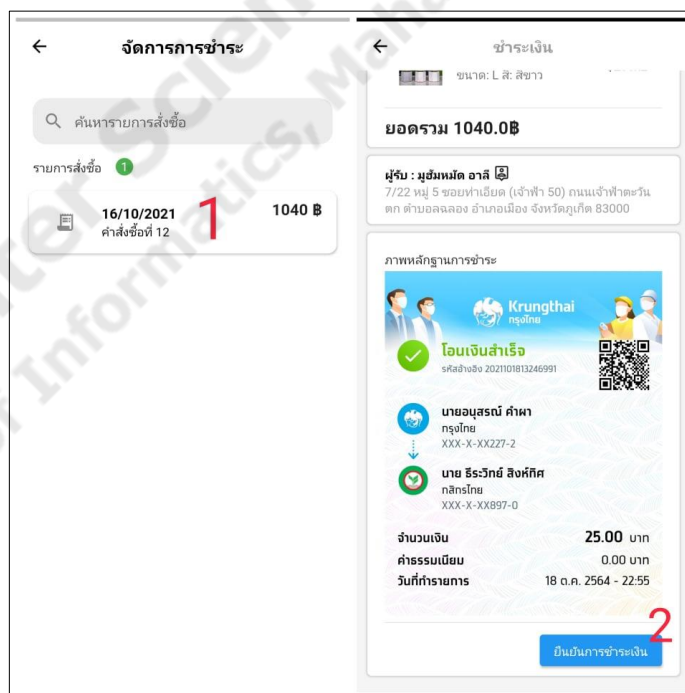 จัดการการชำระ
ค้นหารายการสั่งซื้อ
รายการสั่งซื้อ 1
16/10/2021 1040 ฿
คำสั่งซื้อที่ 12
1
ชำระเงิน
ขนาด: L สี: สีขาว
ยอดรวม 1040.0฿
ผู้รับ : มูฮัมหมัด อาลี
7/22 หมู่ 5 ซอยท่าเอียด (เจ้าฟ้า 50) ถนนเจ้าฟ้าตะวัน
ตก ตำบอลฉลอง อำเภอเมือง จังหวัดภูเก็ต 83000
ภาพหลักฐานการชำระ
Krungthai
กรุงไทย
โอนเงินสำเร็จ
รหัสอ้างอิง 2021101813246991
นายอนุสรณ์ คำผา
กรุงไทย
XXX-X-XX227-2
นาย ธีระวิทย์ สิงห์ทิศ
กสิกรไทย
XXX-X-XX897-0
จำนวนเงิน 25.00 บาท
ค่าธรรมเนียม 0.00 บาท
วันที่ทำรายการ 18 ต.ค. 2564 - 22:55
2
ยืนยันการชำระเงิน